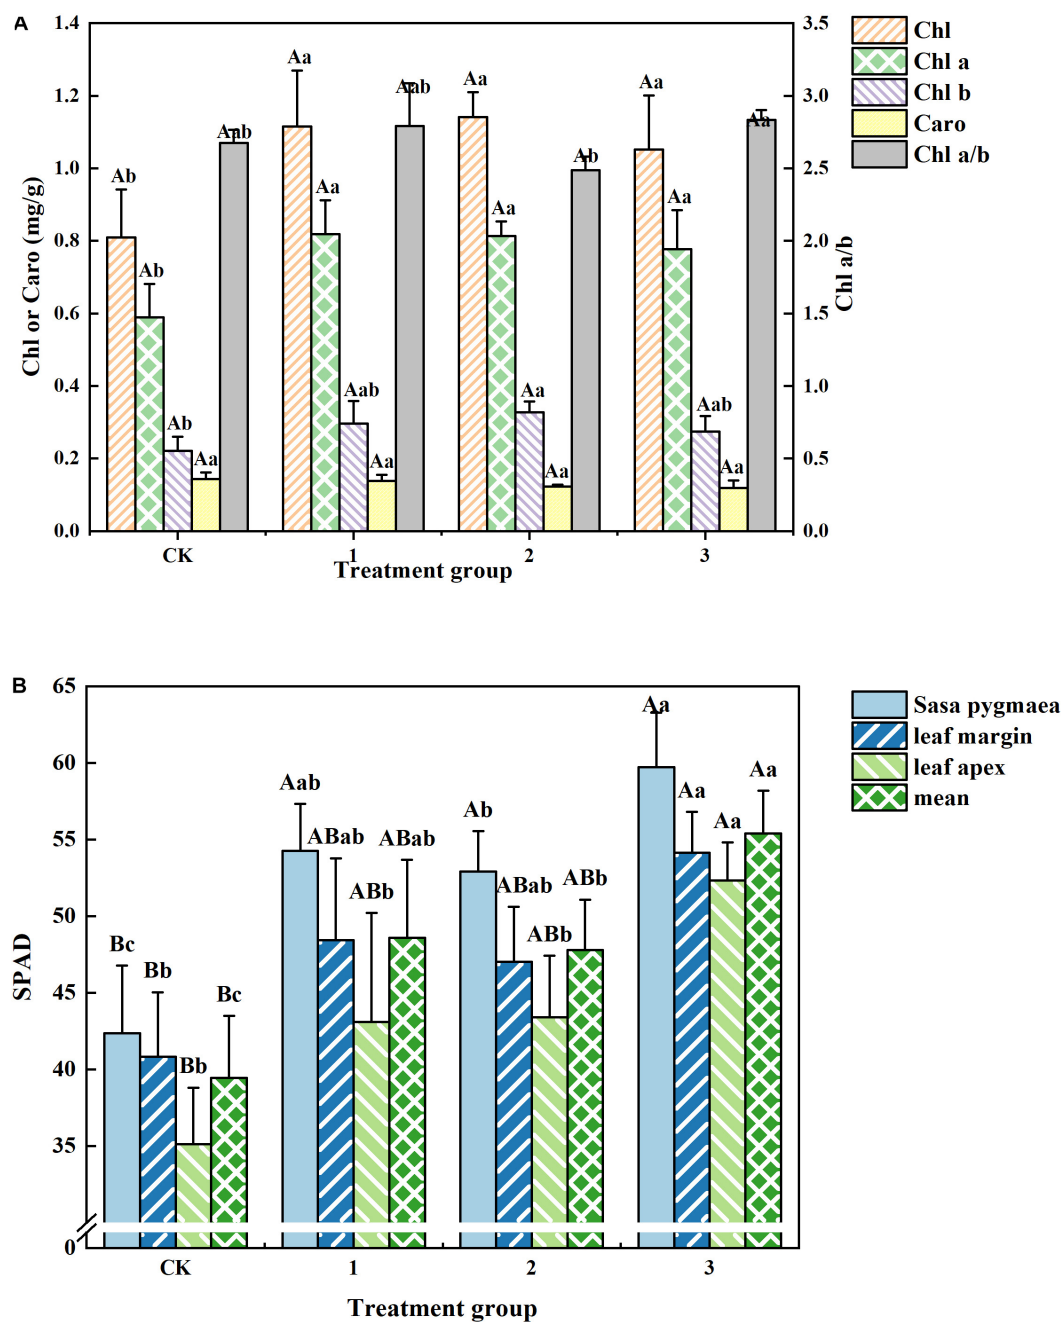 A
Chl or Caro (mg/g)
1.4
1.2
1.0
0.8
0.6
0.4
0.2
0.0
Ab
Ab
Ab
Aa
Aab
Aa
Aa
Aab
Aa
Aab
Aa
Aa
Aa
Aa
Ab
Aa
Aa
Aab
Aa
Aa
3.5
3.0
2.5
2.0
1.5
1.0
0.5
0.0
Chl a/b
CK
1
2
3
Treatment group
Chl
Chl a
Chl b
Caro
Chl a/b
B
SPAD
65
60
55
50
45
40
35
0
Bc
Bb
Bb
Bc
Aab
ABab
ABb
ABab
Ab
ABab
ABb
ABb
Aa
Aa
Aa
Aa
CK
1
2
3
Treatment group
Sasa pygmaea
leaf margin
leaf apex
mean